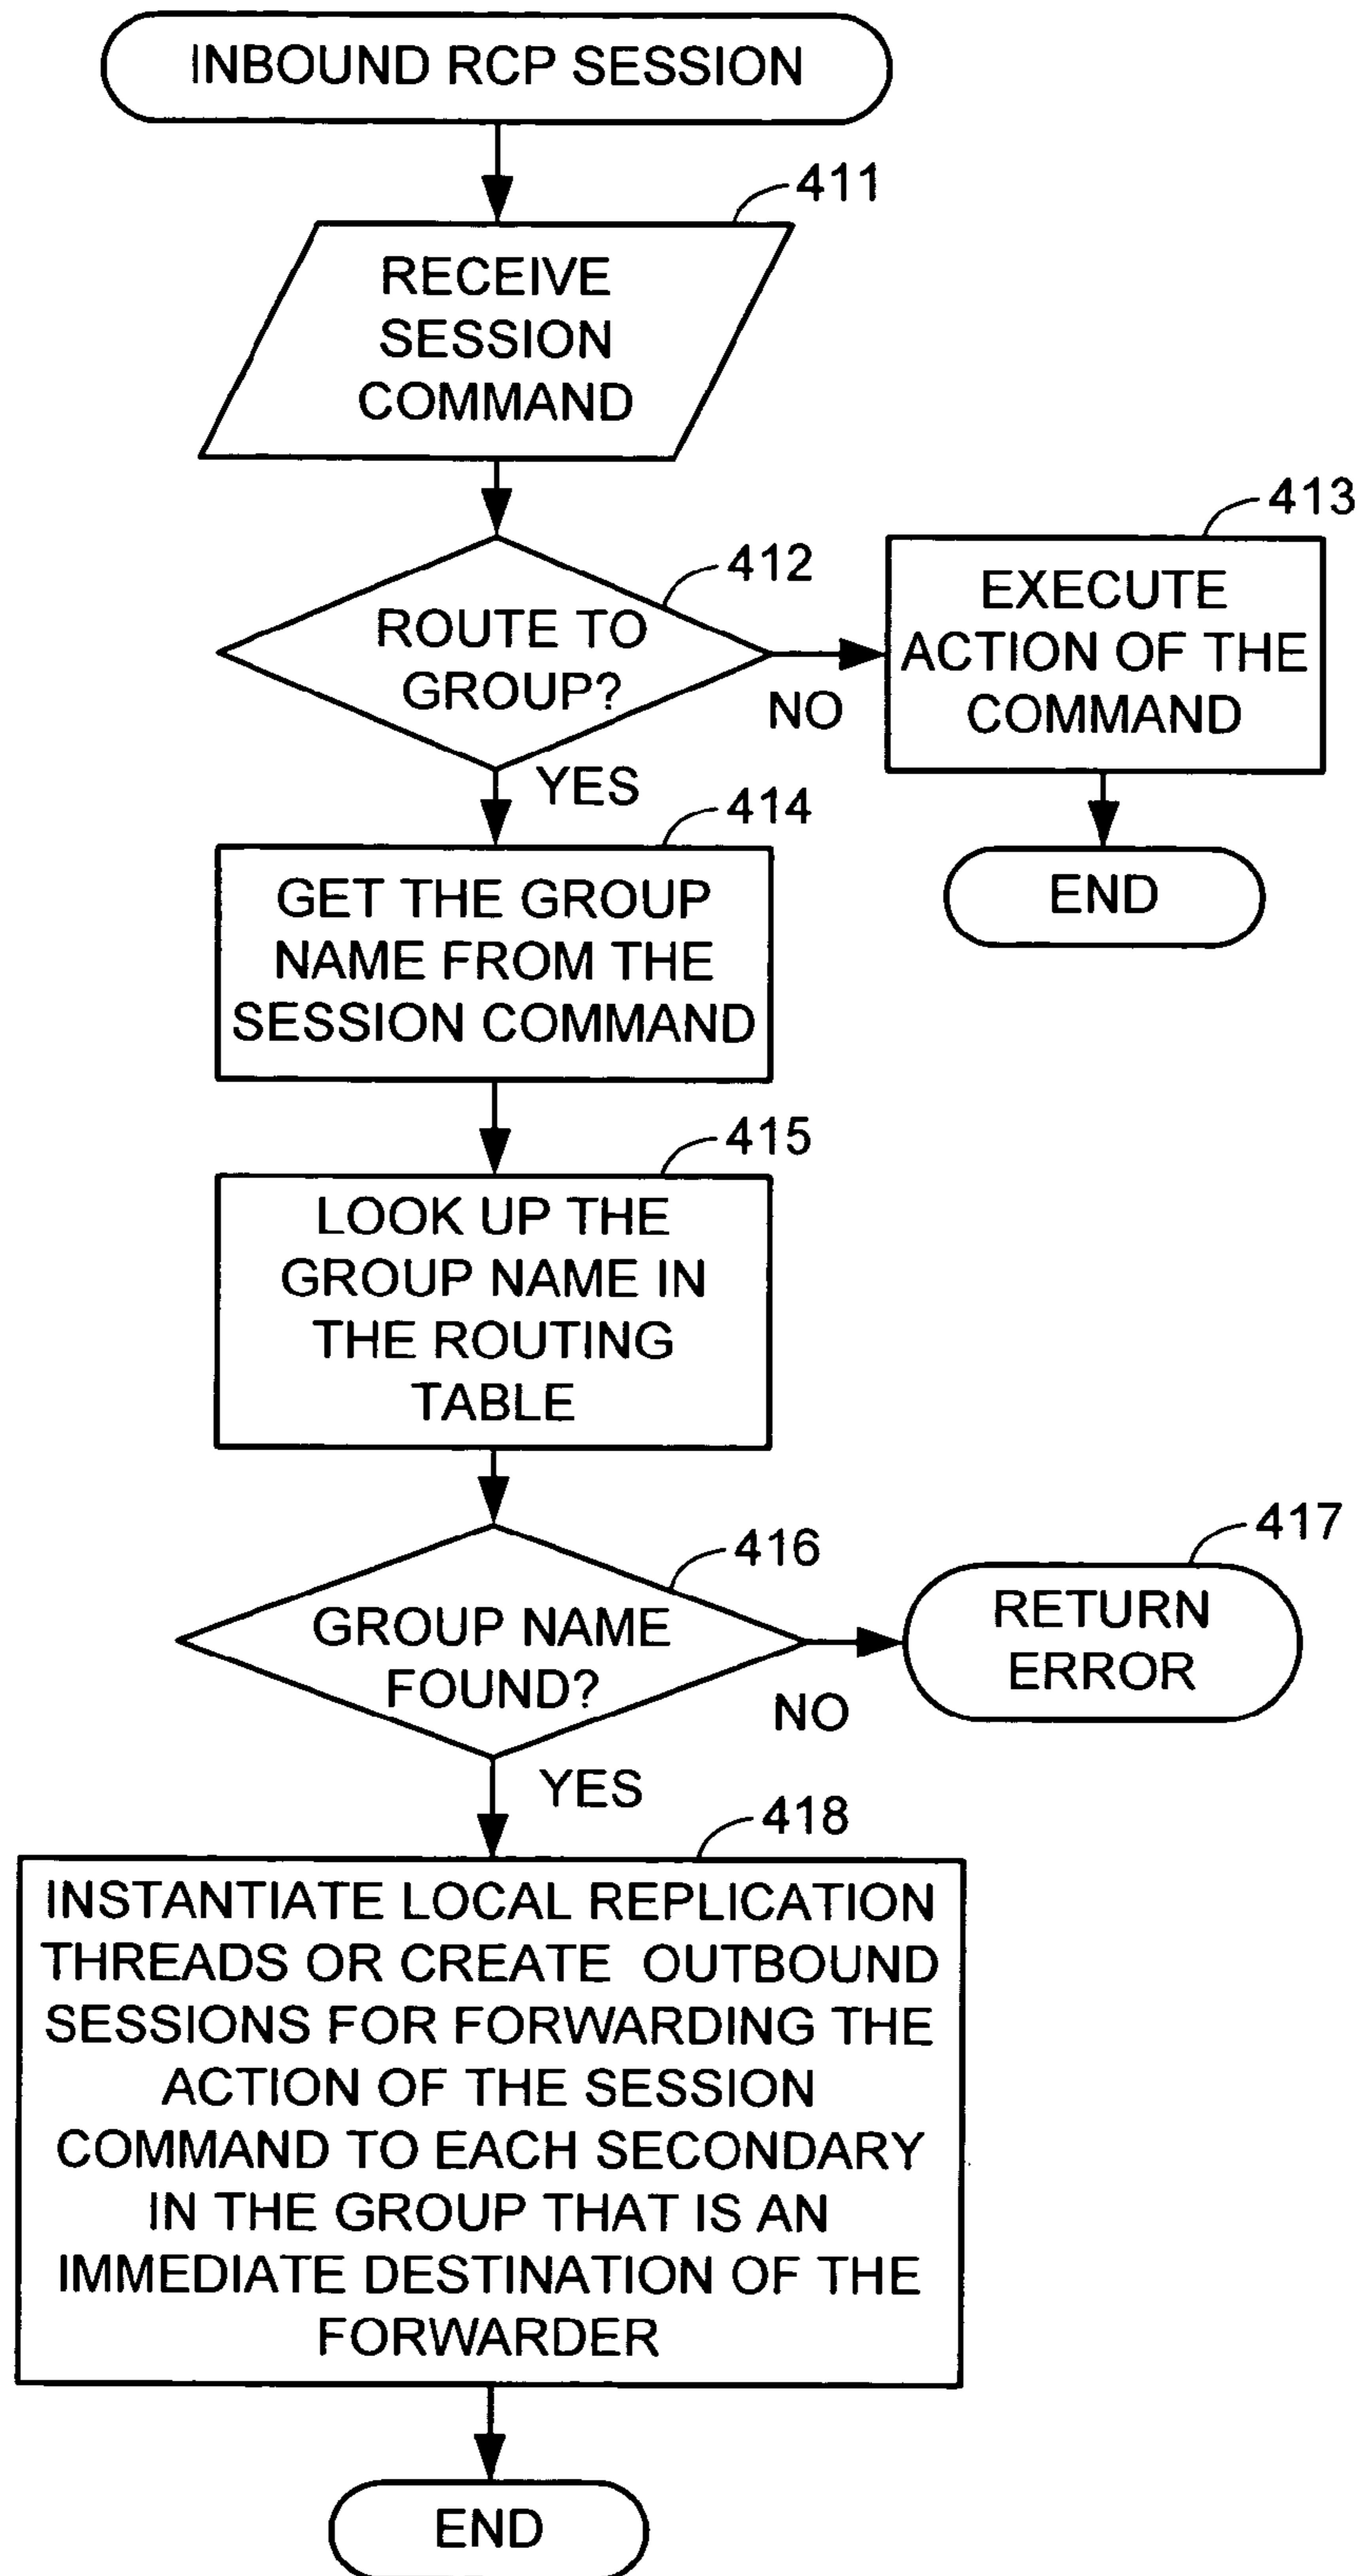 INBOUND RCP SESSION
411
RECEIVE
SESSION
COMMAND
412
ROUTE TO
GROUP?
NO
413
EXECUTE
ACTION OF THE
COMMAND
END
YES
414
GET THE GROUP
NAME FROM THE
SESSION COMMAND
415
LOOK UP THE
GROUP NAME IN
THE ROUTING
TABLE
416
GROUP NAME
FOUND?
NO
417
RETURN
ERROR
YES
418
INSTANTIATE LOCAL REPLICATION
THREADS OR CREATE OUTBOUND
SESSIONS FOR FORWARDING THE
ACTION OF THE SESSION
COMMAND TO EACH SECONDARY
IN THE GROUP THAT IS AN
IMMEDIATE DESTINATION OF THE
FORWARDER
END